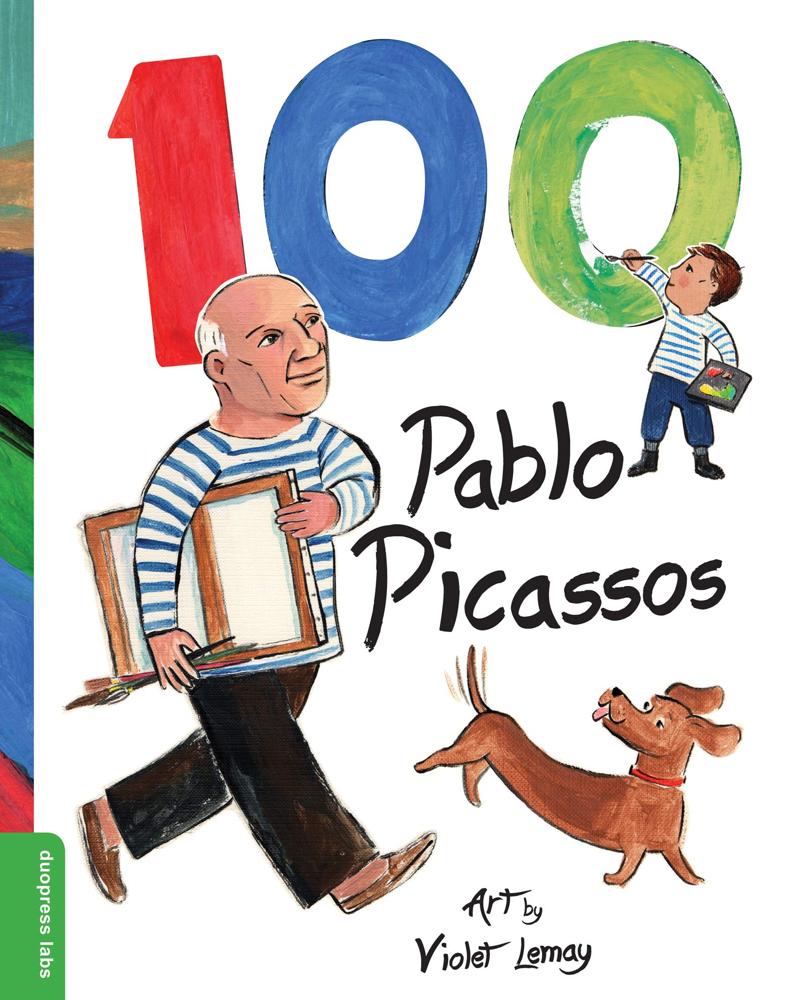 100
Pablo
Picassos
Art by
Violet Lemay
duopress labs